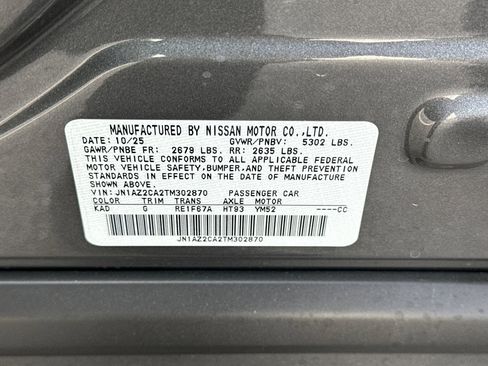 MANUFACTURED BY NISSAN MOTOR CO.,LTD.
DATE: 10/25 GVWR/PNBV: 5302 LBS.
GAWR/PNBE FR: 2679 LBS. RR: 2635 LBS.
THIS VEHICLE CONFORMS TO ALL APPLICABLE FEDERAL
MOTOR VEHICLE SAFETY,BUMPER, AND THEFT PREVENTION
STANDARDS IN EFFECT ON THE DATE OF MANUFACTURE
SHOWN ABOVE.
VIN: JN1AZ2CA2TM302870 PASSENGER CAR
COLOR TRIM TRANS AXLE MOTOR
KAD G RE1F67A HT93 YM52 ----CC
JN1AZ2CA2TM302870